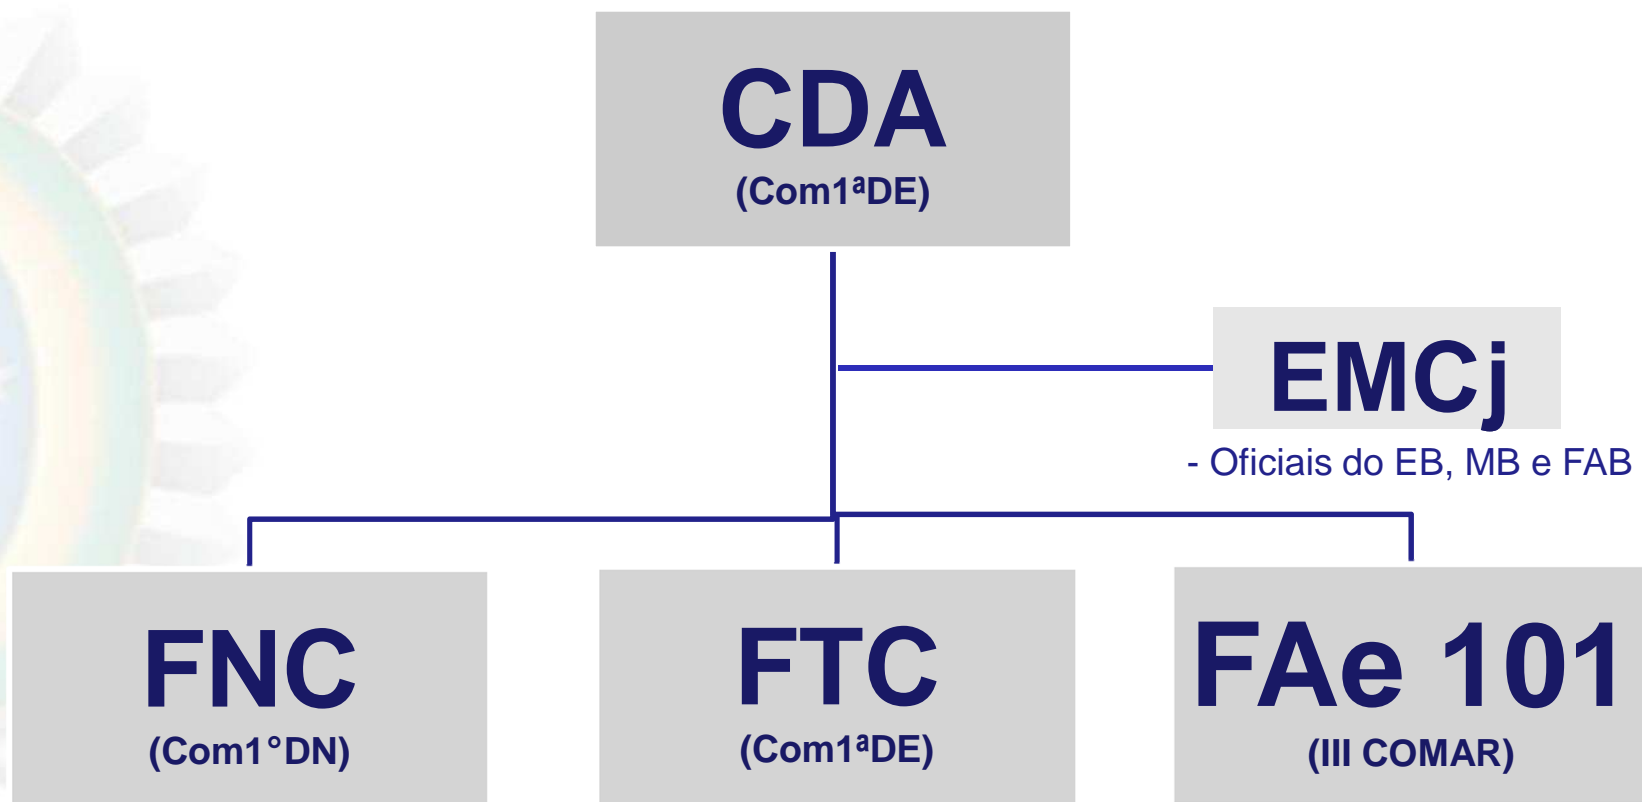 CDA
(Com1ªDE)
EMCj
- Oficiais do EB, MB e FAB
FNC
(Com1°DN)
FTC
(Com1ªDE)
FAe 101
(III COMAR)